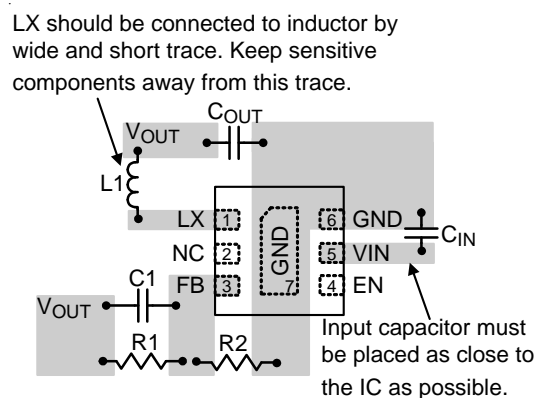 LX should be connected to inductor by
wide and short trace. Keep sensitive
components away from this trace.
COUT
VOUT
L1
LX 1 6 GND
CIN
NC 2 GND 5 VIN
FB 3 7 4 EN
C1
VOUT
R1 R2
Input capacitor must
be placed as close to
the IC as possible.